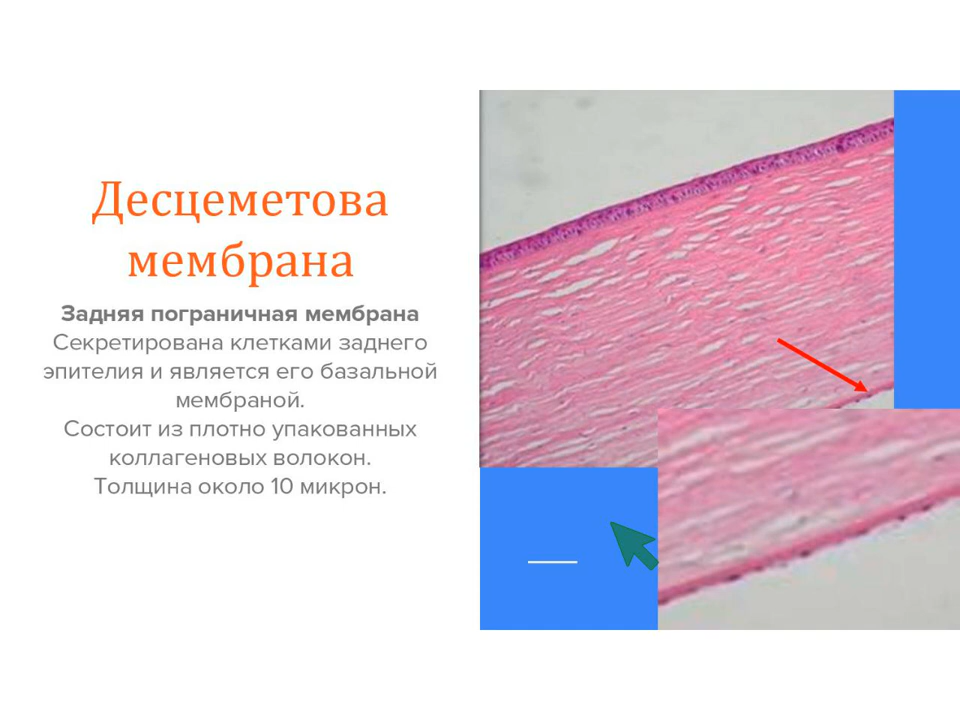 Десцеметова
мембрана
Задняя пограничная мембрана
Секретирована клетками заднего
эпителия и является его базальной
мембраной.
Состоит из плотно упакованных
коллагеновых волокон.
Толщина около 10 микрон.